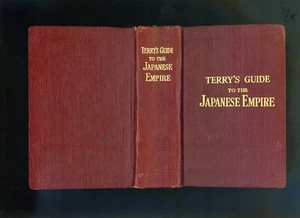 TERRY'S GUIDE
TO THE
JAPANESE
EMPIRE
TERRY'S GUIDE
TO THE
JAPANESE EMPIRE